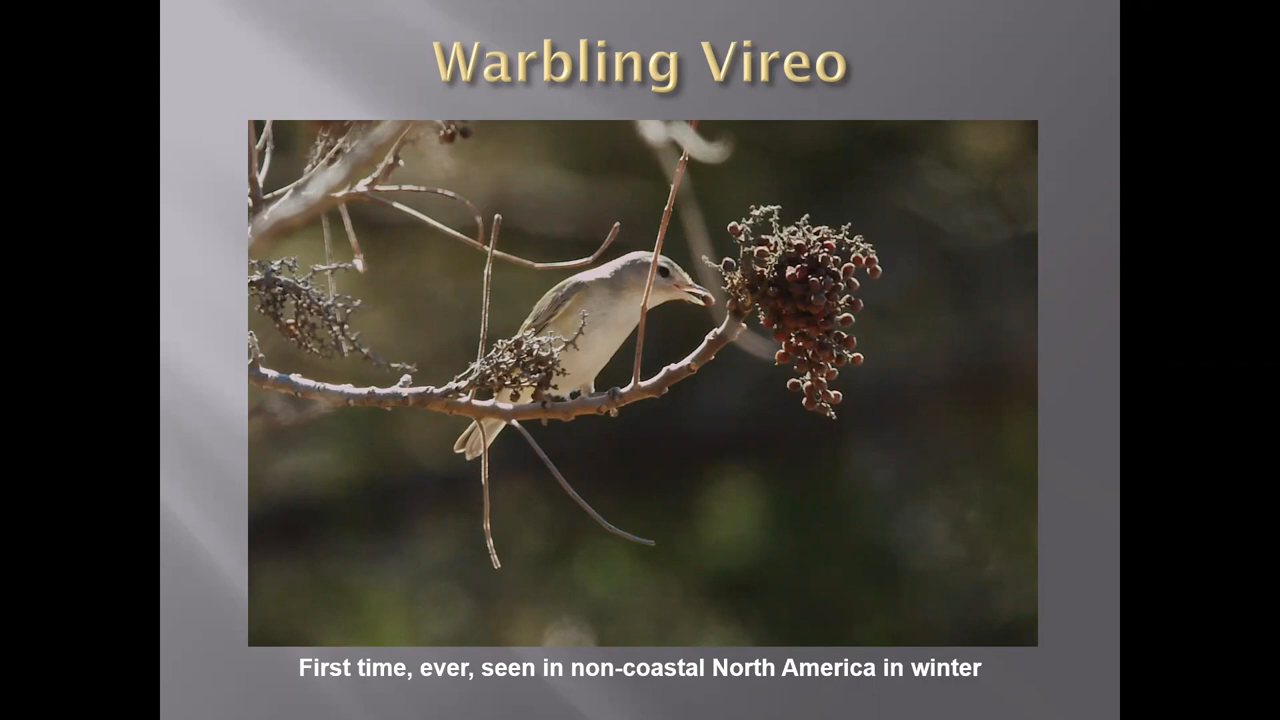 Warbling Vireo
First time, ever, seen in non-coastal North America in winter